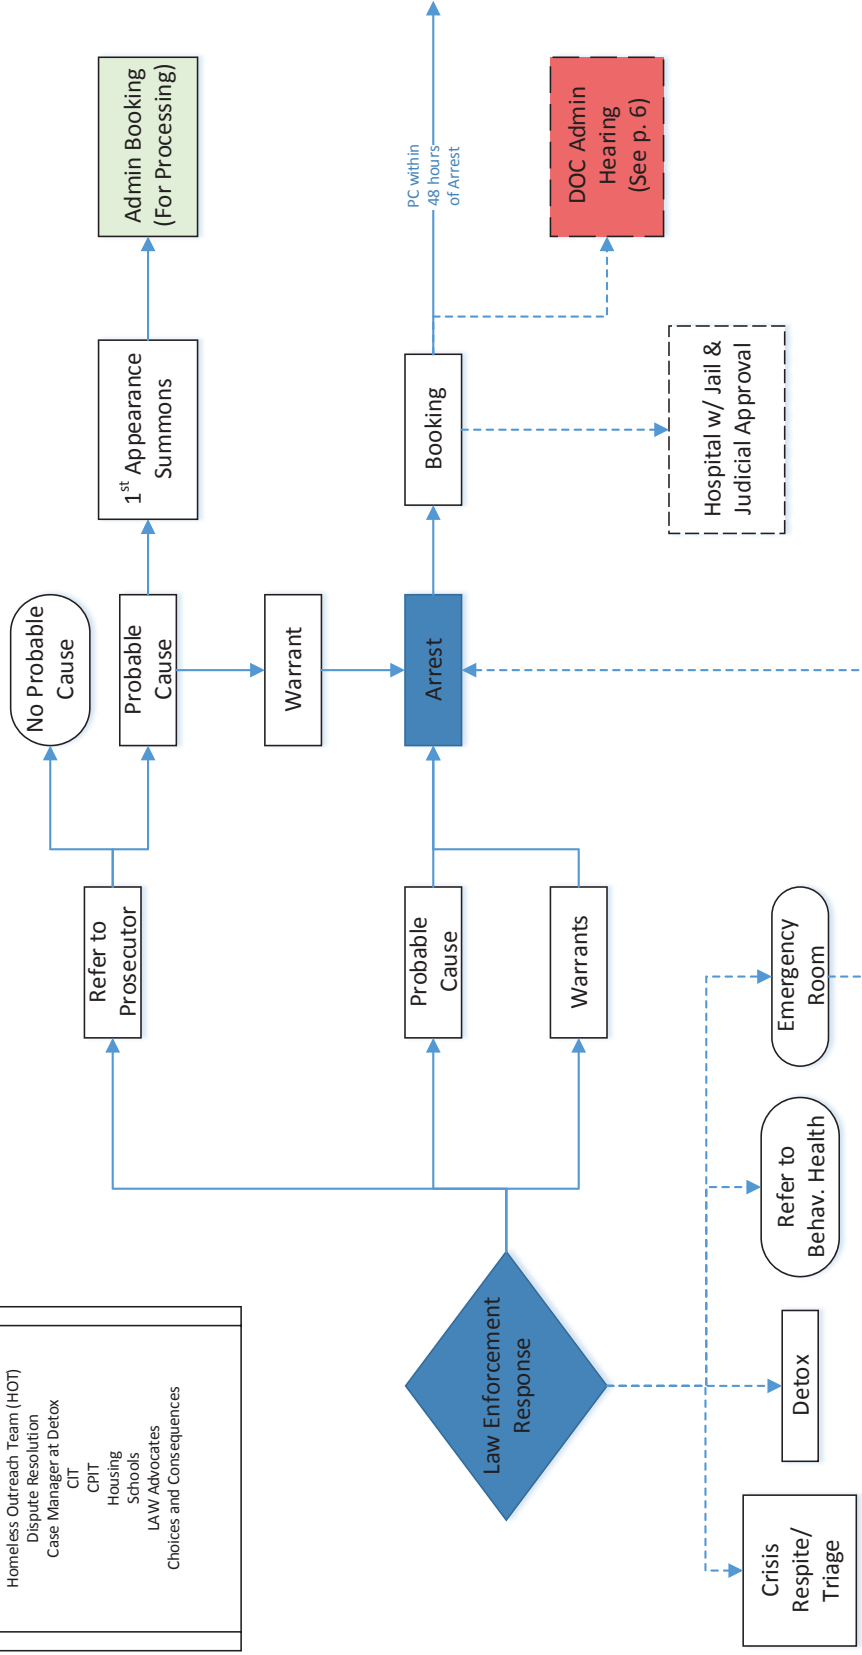 Homeless Outreach Team (HOT)
Dispute Resolution
Case Manager at Detox
CIT
CPIT
Housing
Schools
LAW Advocates
Choices and Consequences
Law Enforcement
Response
Crisis
Respite/
Triage
Detox
Refer to
Behav. Health
Emergency
Room
Refer to
Prosecutor
Probable
Cause
Warrants
No Probable
Cause
Probable
Cause
Warrant
Arrest
1st Appearance
Summons
Booking
Hospital w/ Jail &
Judicial Approval
Admin Booking
(For Processing)
PC within
48 hours
of Arrest
DOC Admin
Hearing
(See p. 6)